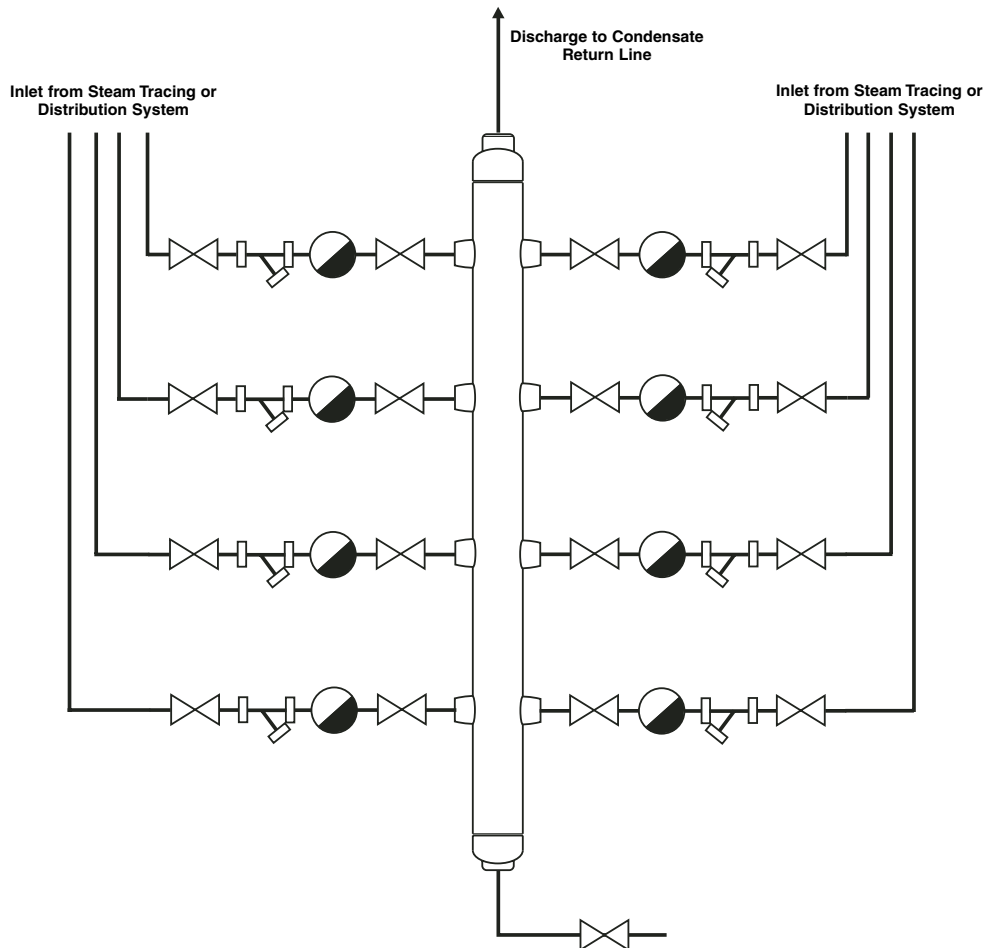 Discharge to Condensate
Return Line
Inlet from Steam Tracing or
Distribution System
Inlet from Steam Tracing or
Distribution System